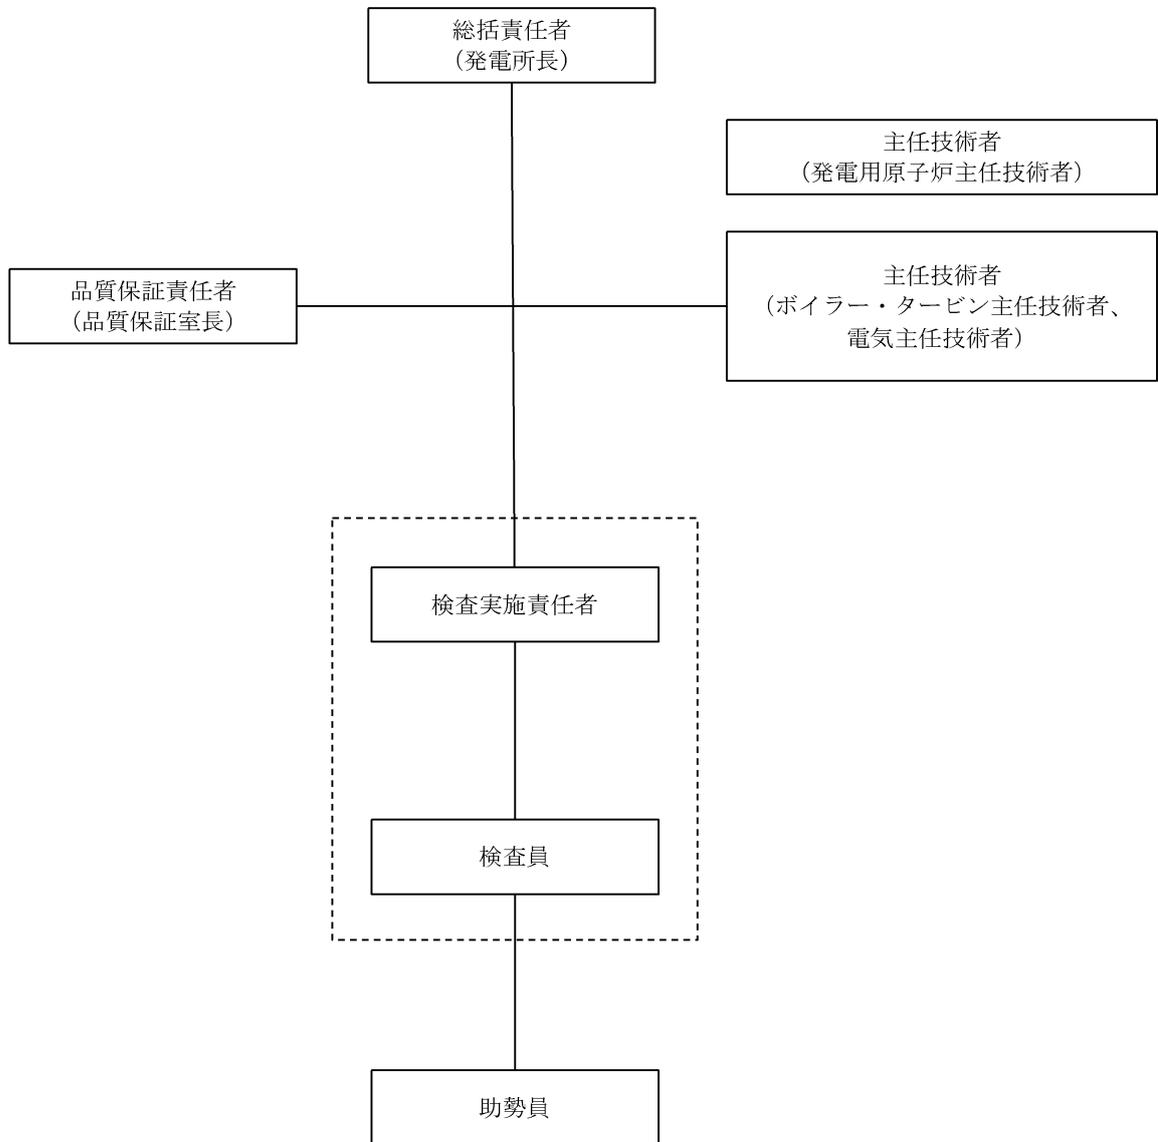 総括責任者
（発電所長）
主任技術者
（発電用原子炉主任技術者）
品質保証責任者
（品質保証室長）
主任技術者
（ボイラー・タービン主任技術者、
電気主任技術者）
検査実施責任者
検査員
助勢員